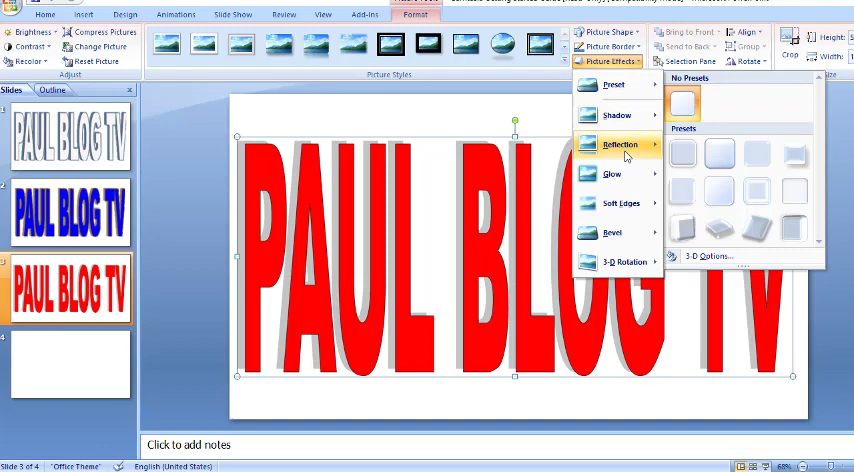 Home Insert Design Animations Slide Show Review View Add-Ins Format
Brightness Compress Pictures
Contrast Change Picture
Recolor Reset Picture
Adjust
Picture Styles
Picture Shape
Picture Border
Picture Effects
Bring to Front
Send to Back
Selection Pane
Align
Group
Rotate
Crop
Height:
Width:
Slides Outline
1
PAUL BLOG TV
2
PAUL BLOG TV
3
PAUL BLOG TV
4
PAUL BLOG TV
Preset
Shadow
Reflection
Glow
Soft Edges
Bevel
3-D Rotation
No Presets
Presets
3-D Options...
Click to add notes
Slide 3 of 4 "Office Theme" English (United States) 68%